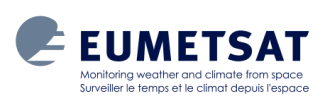 EUMETSAT
Monitoring weather and climate from space
Surveiller le temps et le climat depuis l'espace